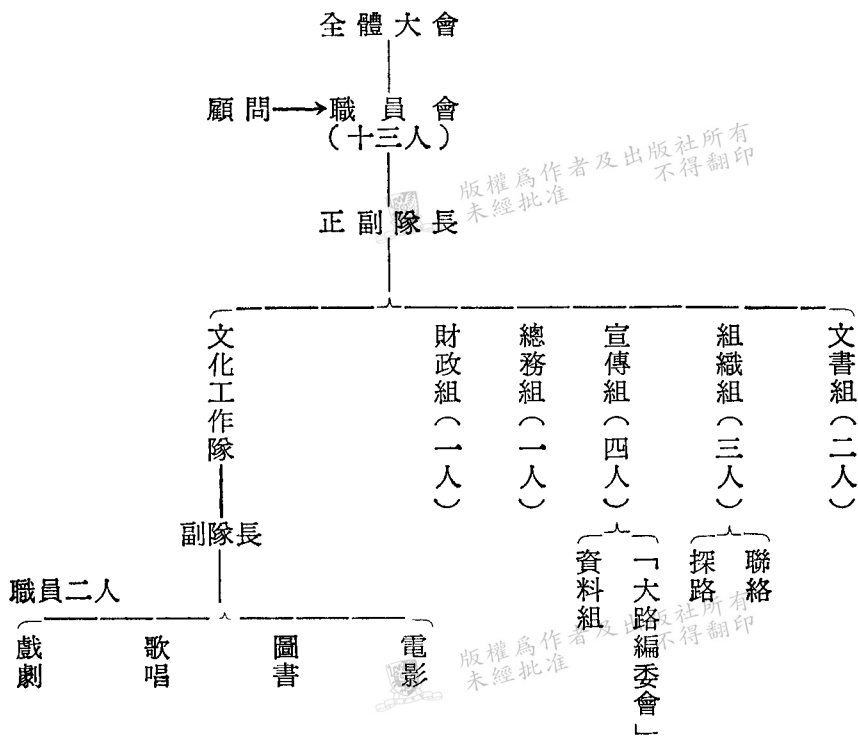 全體大會
顧問→職員會
（十三人）
版權爲作者及出版社所有
未經批准 不得翻印
正副隊長
文書組（二人）
組織組（三人）
宣傳組（四人）
總務組（一人）
財政組（一人）
文化工作隊
聯絡
探路
「大路編委會」
資料組
副隊長
職員二人
電影
圖書
歌唱
戲劇
版權爲作者及出版社所有
未經批准 不得翻印